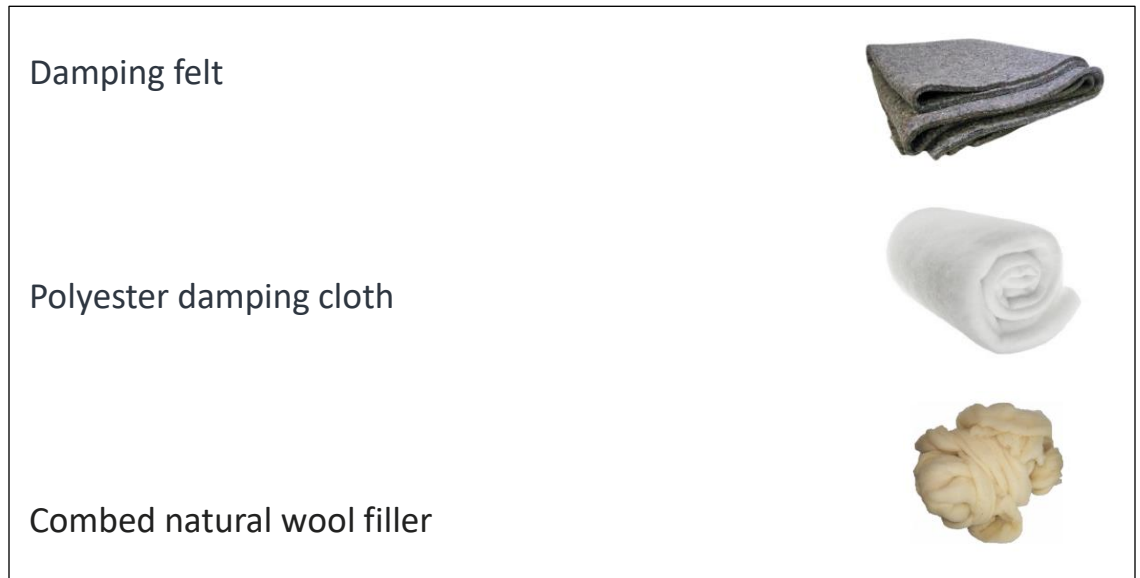 Damping felt
Polyester damping cloth
Combed natural wool filler